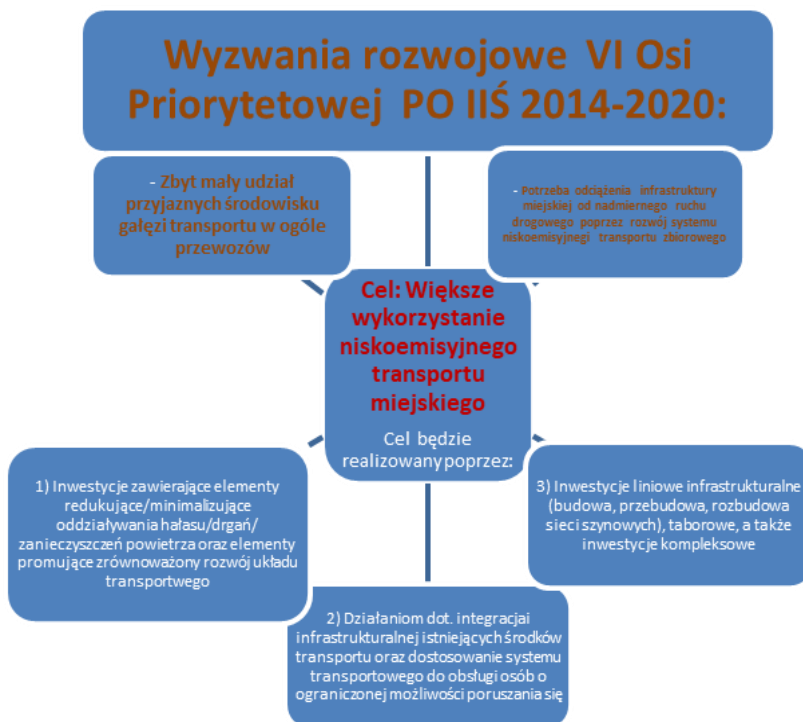 Wyzwania rozwojowe VI Osi
Priorytetowej PO IIŚ 2014-2020:
- Zbyt mały udział
przyjaznych środowisku
gałęzi transportu w ogóle
przewozów
- Potrzeba odciążenia infrastruktury
miejskiej od nadmiernego ruchu
drogowego poprzez rozwój systemu
niskoemisyjnegi transportu zbiorowego
Cel: Większe
wykorzystanie
niskoemisyjnego
transportu
miejskiego
Cel będzie
realizowany poprzez:
1) Inwestycje zawierające elementy
redukujące/minimalizujące
oddziaływania hałasu/drgań/
zanieczyszczeń powietrza oraz elementy
promujące zrównoważony rozwój układu
transportwego
2) Działaniom dot. integracjai
infrastrukturalnej istniejących środków
transportu oraz dostosowanie systemu
transportowego do obsługi osób o
ograniczonej możliwości poruszania się
3) Inwestycje liniowe infrastrukturalne
(budowa, przebudowa, rozbudowa
sieci szynowych), taborowe, a także
inwestycje kompleksowe